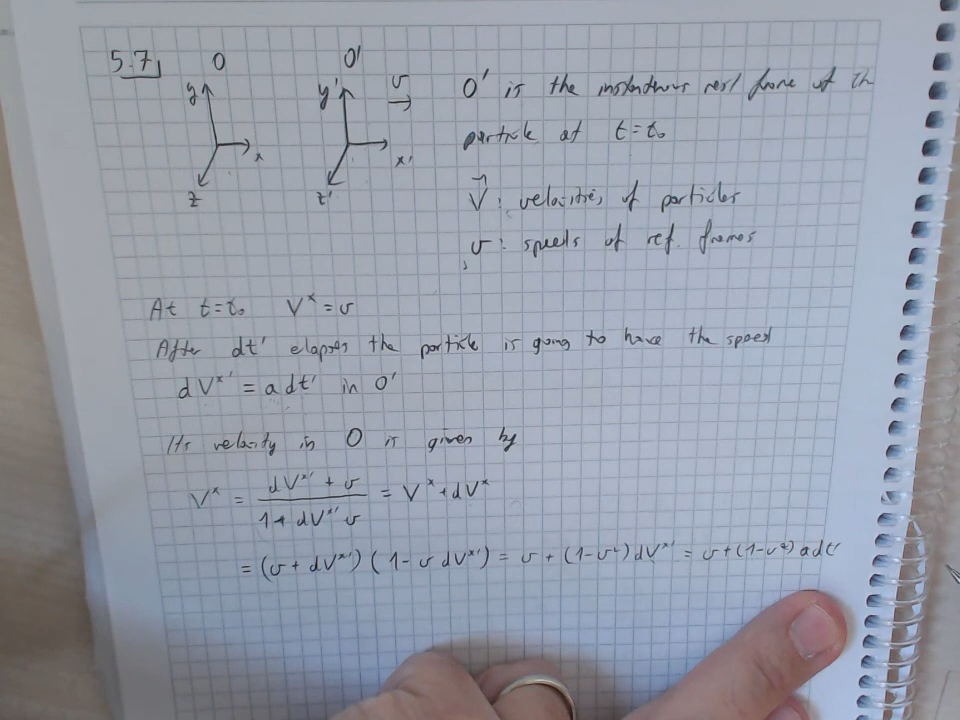 5.7,
O O'
y y' v
x x'
z z'
O' is the instantenous rest frame of th
particle at t = t₀
V⃗ : velocities of particles
v : speeds of ref. frames
At t = t₀ Vˣ = v
After dt' elapses the particle is going to have the speed
dVˣ' = a dt' in O'
Its velocity in O is given by
Vˣ = (dVˣ' + v) / (1 + dVˣ' v) = Vˣ + dVˣ
= (v + dVˣ') (1 - v dVˣ') = v + (1 - v²) dVˣ' = v + (1 - v²) a dt'